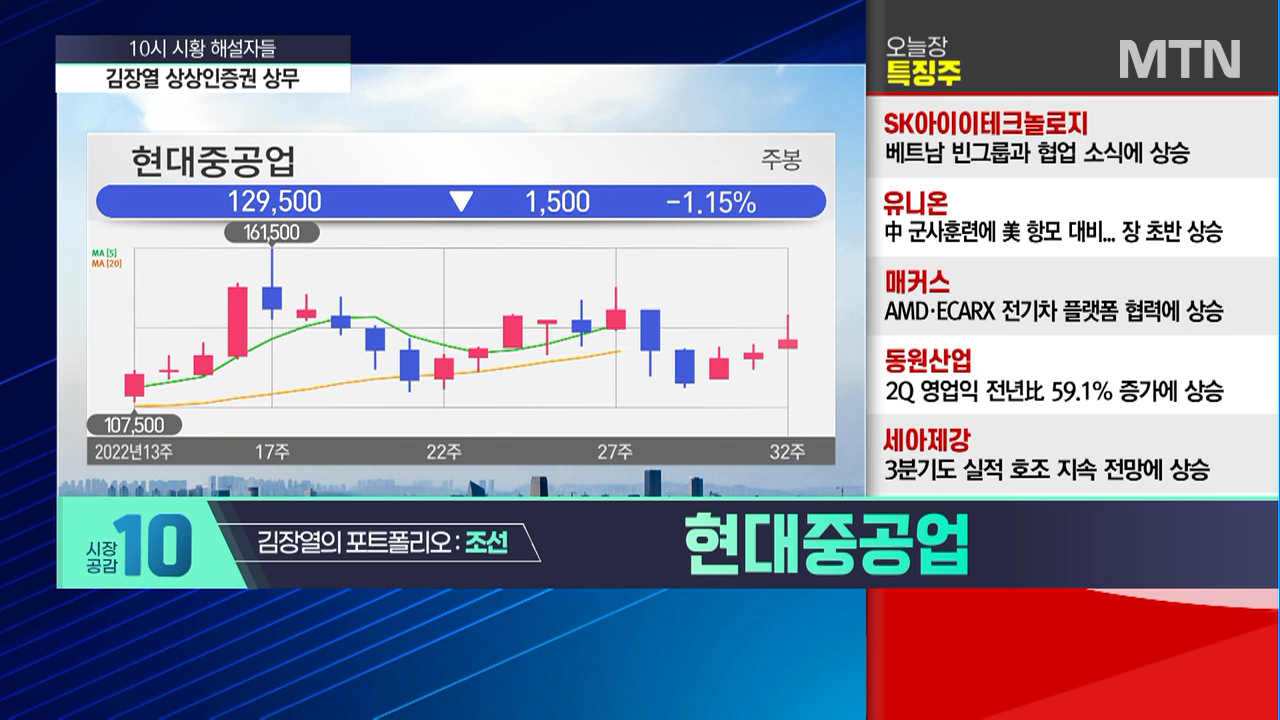 10시 시황 해설자들
김장열 상상인증권 상무
현대중공업
주봉
129,500 ▼ 1,500 -1.15%
161,500
MA [5]
MA [20]
107,500
2022년13주 17주 22주 27주 32주
시장
공감
10
김장열의 포트폴리오 : 조선
현대중공업
오늘장
특징주
MTN
SK아이이테크놀로지
베트남 빈그룹과 협업 소식에 상승
유니온
中 군사훈련에 美 항모 대비... 장 초반 상승
매커스
AMD·ECARX 전기차 플랫폼 협력에 상승
동원산업
2Q 영업익 전년比 59.1% 증가에 상승
세아제강
3분기도 실적 호조 지속 전망에 상승